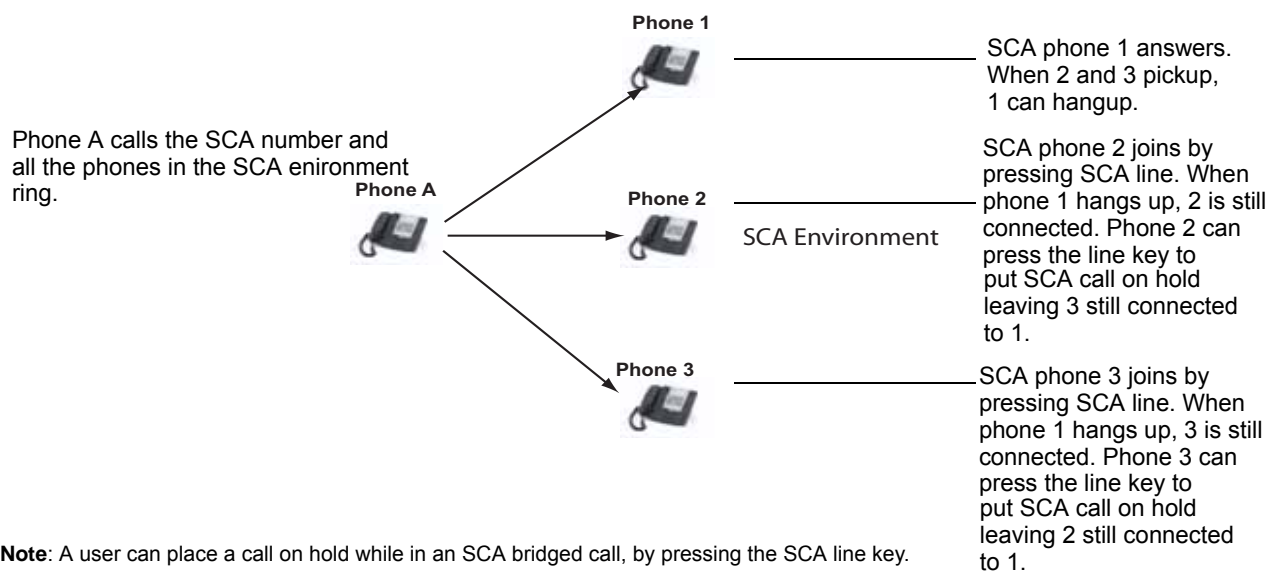 Phone A calls the SCA number and
all the phones in the SCA enironment
ring.
Phone A
Phone 1
SCA phone 1 answers.
When 2 and 3 pickup,
1 can hangup.
Phone 2
SCA Environment
SCA phone 2 joins by
pressing SCA line. When
phone 1 hangs up, 2 is still
connected. Phone 2 can
press the line key to
put SCA call on hold
leaving 3 still connected
to 1.
Phone 3
SCA phone 3 joins by
pressing SCA line. When
phone 1 hangs up, 3 is still
connected. Phone 3 can
press the line key to
put SCA call on hold
leaving 2 still connected
to 1.
Note: A user can place a call on hold while in an SCA bridged call, by pressing the SCA line key.